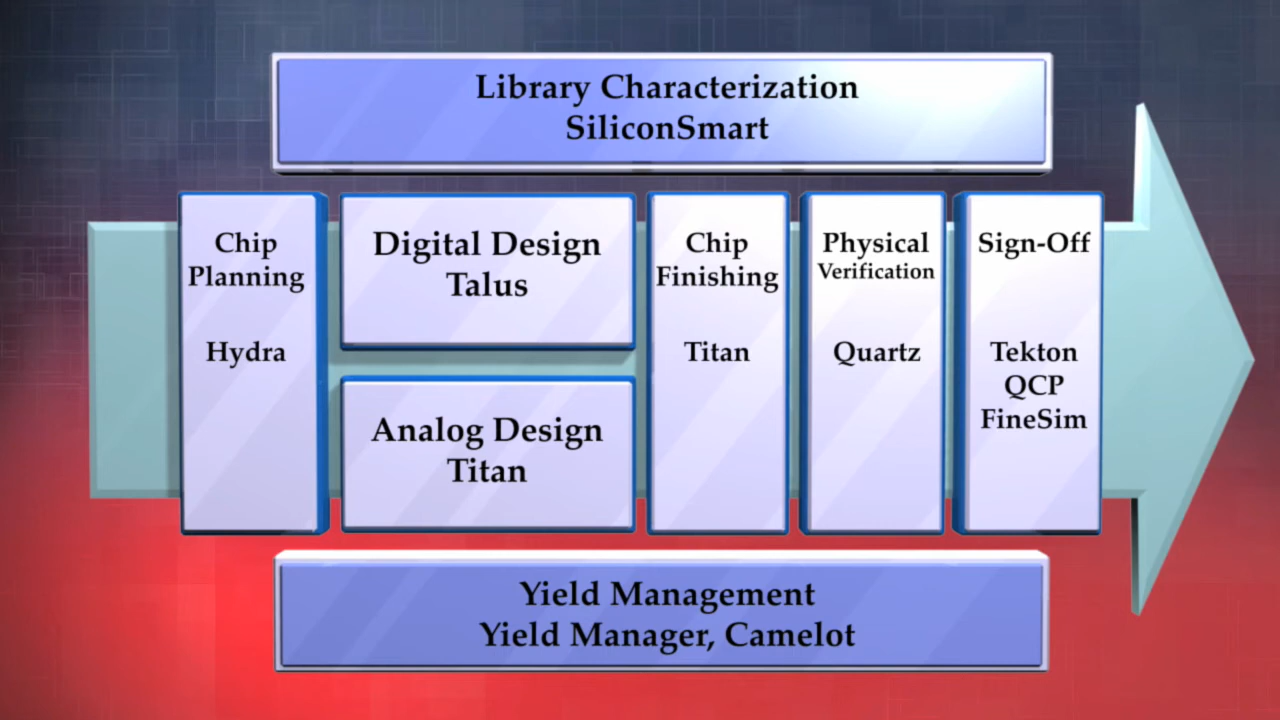 Library Characterization
SiliconSmart
Chip
Planning
Hydra
Digital Design
Talus
Analog Design
Titan
Chip
Finishing
Titan
Physical
Verification
Quartz
Sign-Off
Tekton
QCP
FineSim
Yield Management
Yield Manager, Camelot